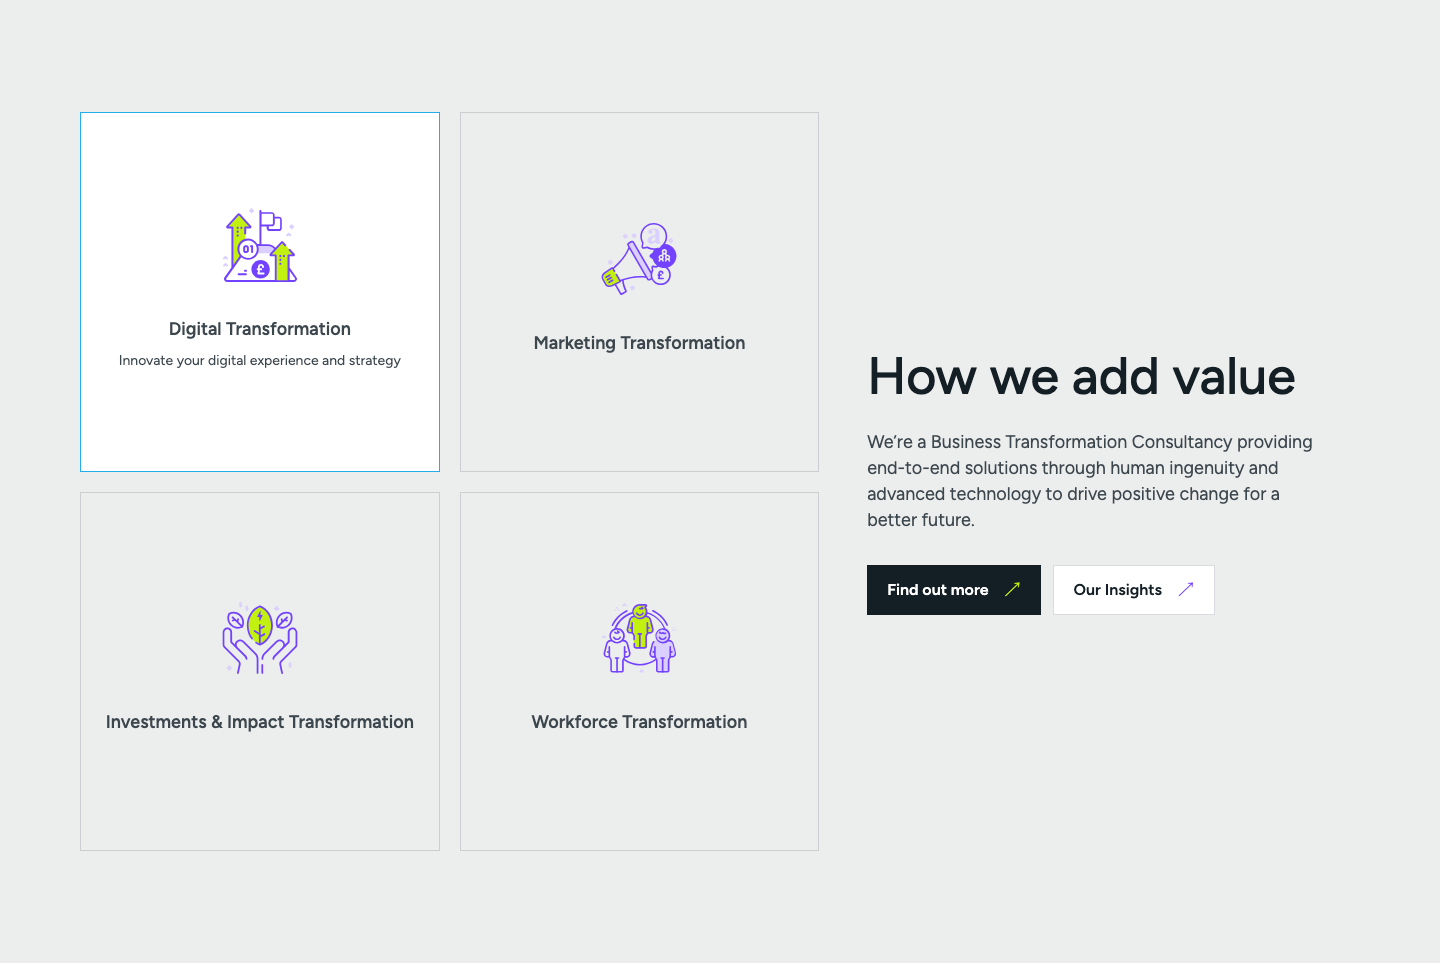 01
£
Digital Transformation
Innovate your digital experience and strategy
a
£
Marketing Transformation
Investments & Impact Transformation
Workforce Transformation
How we add value
We’re a Business Transformation Consultancy providing
end-to-end solutions through human ingenuity and
advanced technology to drive positive change for a
better future.
Find out more
Our Insights